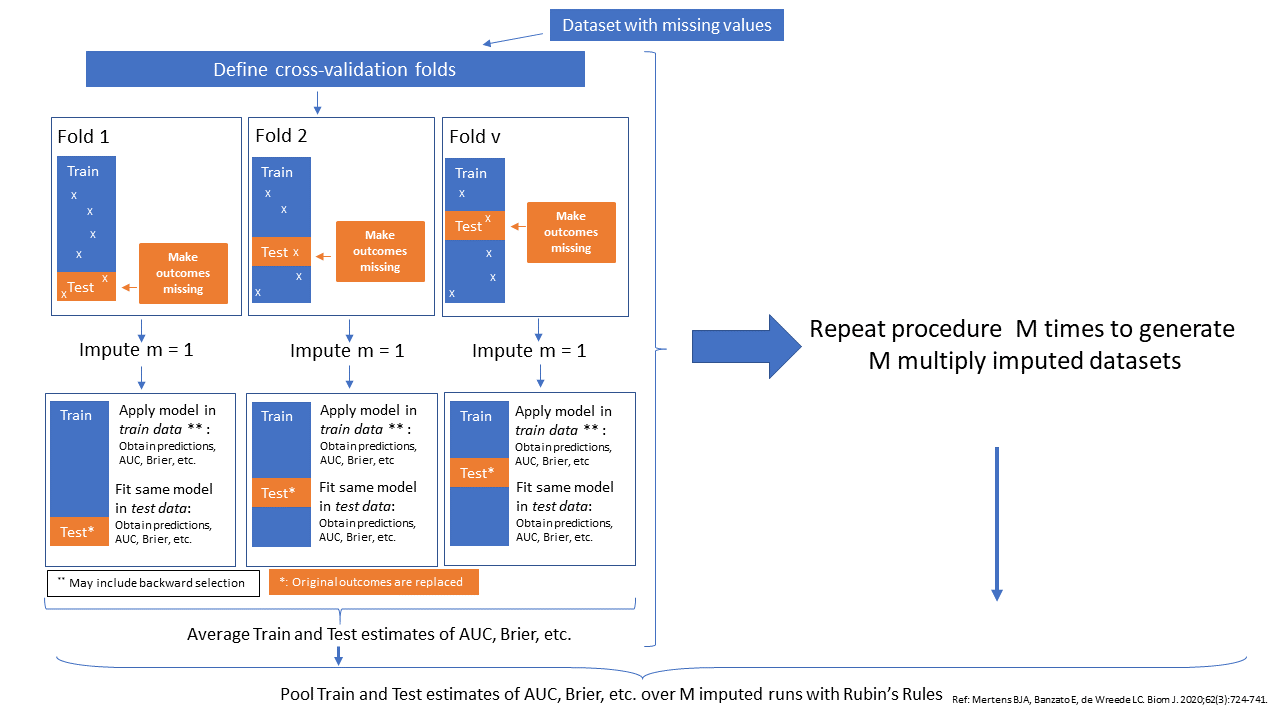 Dataset with missing values
Define cross-validation folds
Fold 1
Train
x
x
x
x
Test
x
x
Make
outcomes
missing
Fold 2
Train
x
x
Test x
x
x
Make
outcomes
missing
Fold v
Train
x
Test x
x
x
x
Make
outcomes
missing
Impute m = 1
Impute m = 1
Impute m = 1
Train
Test*
Apply model in
train data ** :
Obtain predictions,
AUC, Brier, etc.
Fit same model
in test data:
Obtain predictions,
AUC, Brier, etc.
Train
Test*
Apply model in
train data ** :
Obtain predictions,
AUC, Brier, etc
Fit same model
in test data:
Obtain predictions,
AUC, Brier, etc.
Train
Test*
Apply model in
train data ** :
Obtain predictions,
AUC, Brier, etc
Fit same model
in test data:
Obtain predictions,
AUC, Brier, etc.
** May include backward selection
*: Original outcomes are replaced
Average Train and Test estimates of AUC, Brier, etc.
Repeat procedure M times to generate
M multiply imputed datasets
Pool Train and Test estimates of AUC, Brier, etc. over M imputed runs with Rubin’s Rules
Ref: Mertens BJA, Banzato E, de Wreede LC. Biom J. 2020;62(3):724-741.